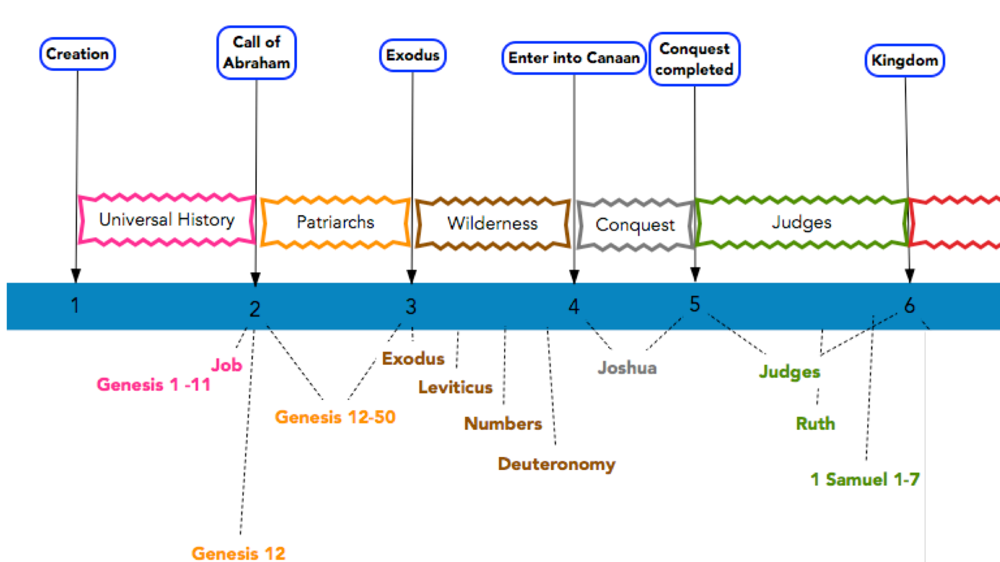 Creation
Call of
Abraham
Exodus
Enter into Canaan
Conquest
completed
Kingdom
Universal History
Patriarchs
Wilderness
Conquest
Judges
1
2
3
4
5
6
Job
Genesis 1 -11
Exodus
Leviticus
Genesis 12-50
Numbers
Deuteronomy
Joshua
Judges
Ruth
1 Samuel 1-7
Genesis 12